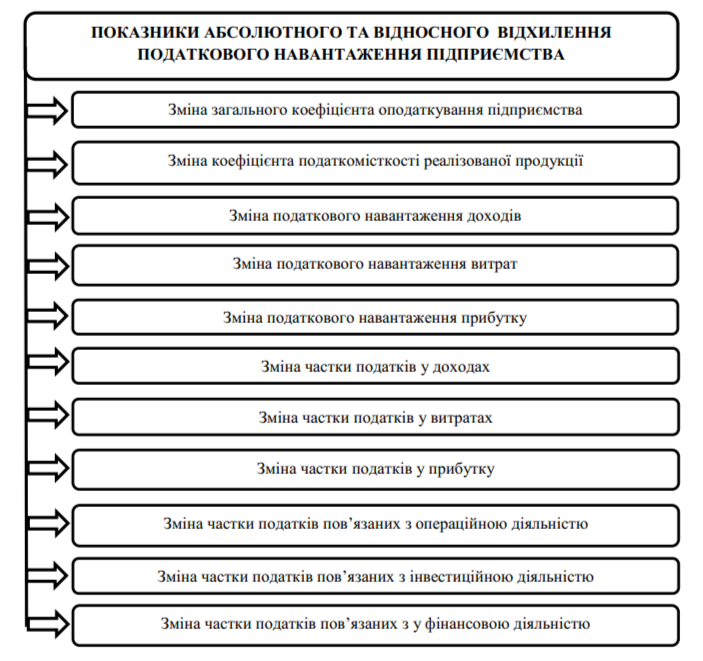 ПОКАЗНИКИ АБСОЛЮТНОГО ТА ВІДНОСНОГО ВІДХИЛЕННЯ
ПОДАТКОВОГО НАВАНТАЖЕННЯ ПІДПРИЄМСТВА
Зміна загального коефіцієнта оподаткування підприємства
Зміна коефіцієнта податкомісткості реалізованої продукції
Зміна податкового навантаження доходів
Зміна податкового навантаження витрат
Зміна податкового навантаження прибутку
Зміна частки податків у доходах
Зміна частки податків у витратах
Зміна частки податків у прибутку
Зміна частки податків пов’язаних з операційною діяльністю
Зміна частки податків пов’язаних з інвестиційною діяльністю
Зміна частки податків пов’язаних з у фінансовою діяльністю